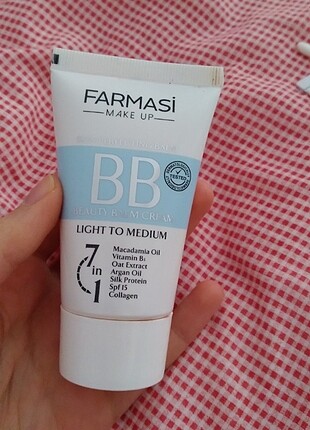 FARMASi
MAKE UP
BB
BEAUTY BALM CREAM
TESTED
LIGHT TO MEDIUM
7 in 1
Macadamia Oil
Vitamin B5
Oat Extract
Argan Oil
Silk Protein
Spf 15
Collagen